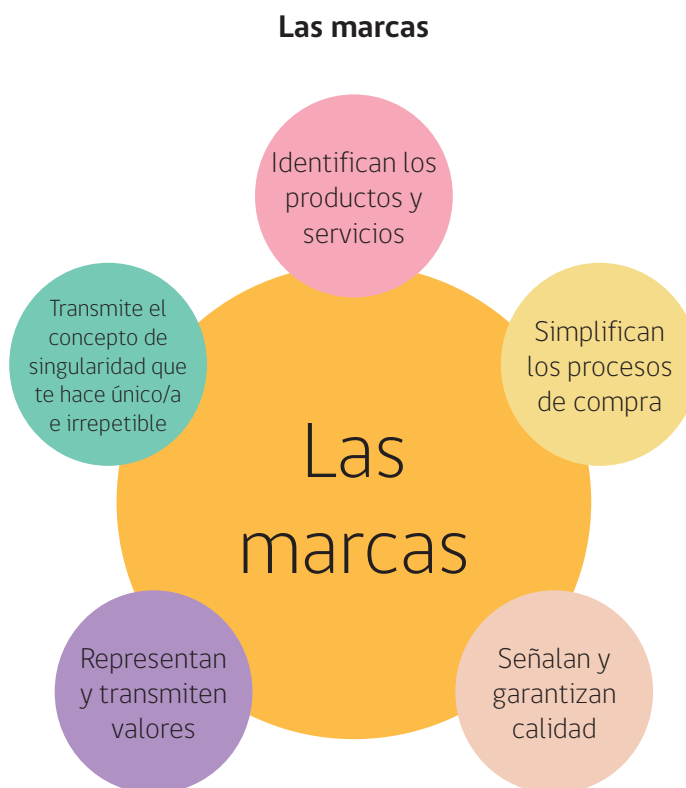 Las marcas
Identifican los
productos y
servicios
Transmite el
concepto de
singularidad que
te hace único/a
e irrepetible
Simplifican
los procesos
de compra
Las
marcas
Representan
y transmiten
valores
Señalan y
garantizan
calidad